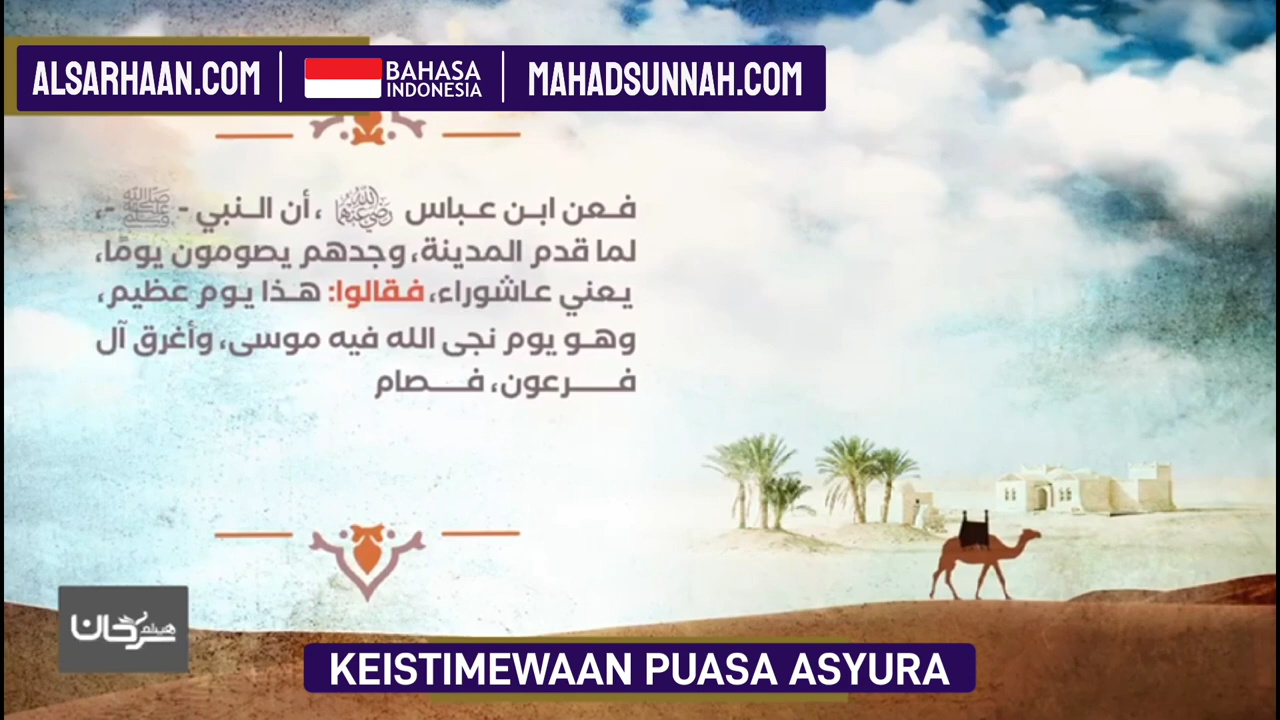 ALSARHAAN.COM | BAHASA INDONESIA | MAHADSUNNAH.COM
فعن ابن عباس رضي الله عنهما، أن النبي - ﷺ -،
لما قدم المدينة، وجدهم يصومون يومًا،
يعني عاشوراء، فقالوا: هذا يوم عظيم،
وهو يوم نجى الله فيه موسى، وأغرق آل
فرعون، فصام
هيثم سرحان
KEISTIMEWAAN PUASA ASYURA